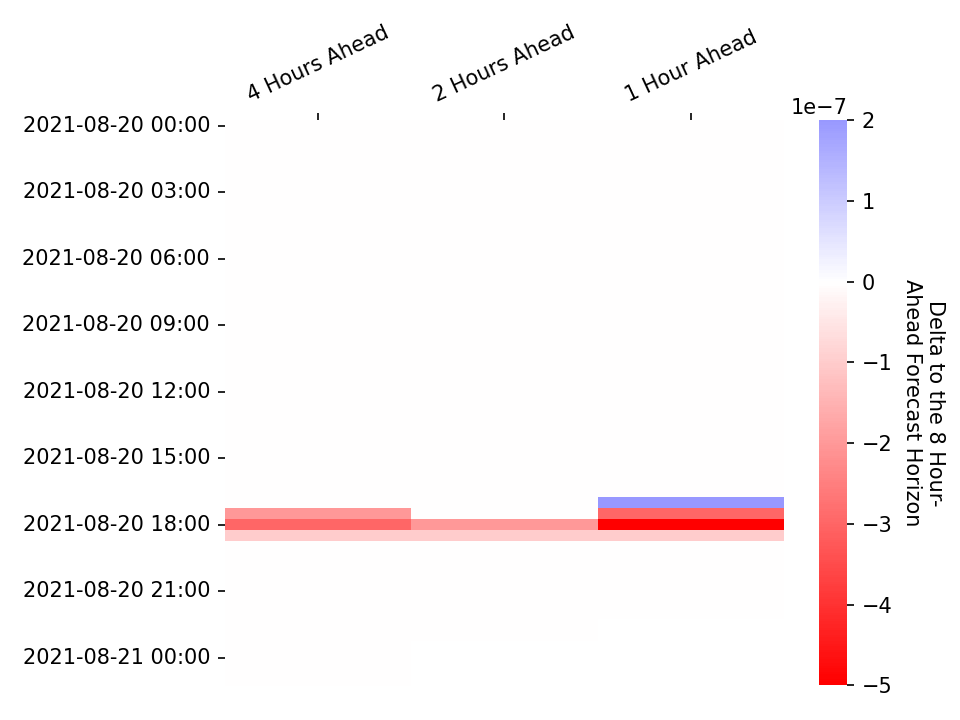 4 Hours Ahead
2 Hours Ahead
1 Hour Ahead
2021-08-20 00:00
2021-08-20 03:00
2021-08-20 06:00
2021-08-20 09:00
2021-08-20 12:00
2021-08-20 15:00
2021-08-20 18:00
2021-08-20 21:00
2021-08-21 00:00
1e−7
2
1
0
−1
−2
−3
−4
−5
Delta to the 8 Hour-
Ahead Forecast Horizon